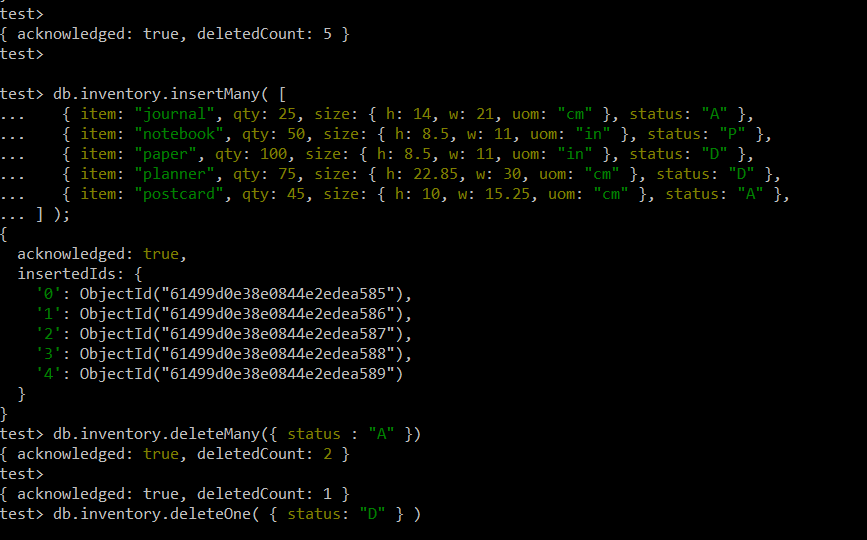 test>
{ acknowledged: true, deletedCount: 5 }
test>
test> db.inventory.insertMany( [
...    { item: "journal", qty: 25, size: { h: 14, w: 21, uom: "cm" }, status: "A" },
...    { item: "notebook", qty: 50, size: { h: 8.5, w: 11, uom: "in" }, status: "P" },
...    { item: "paper", qty: 100, size: { h: 8.5, w: 11, uom: "in" }, status: "D" },
...    { item: "planner", qty: 75, size: { h: 22.85, w: 30, uom: "cm" }, status: "D" },
...    { item: "postcard", qty: 45, size: { h: 10, w: 15.25, uom: "cm" }, status: "A" },
... ] );
{
  acknowledged: true,
  insertedIds: {
    '0': ObjectId("61499d0e38e0844e2edea585"),
    '1': ObjectId("61499d0e38e0844e2edea586"),
    '2': ObjectId("61499d0e38e0844e2edea587"),
    '3': ObjectId("61499d0e38e0844e2edea588"),
    '4': ObjectId("61499d0e38e0844e2edea589")
  }
}
test> db.inventory.deleteMany({ status : "A" })
{ acknowledged: true, deletedCount: 2 }
test>
{ acknowledged: true, deletedCount: 1 }
test> db.inventory.deleteOne( { status: "D" } )